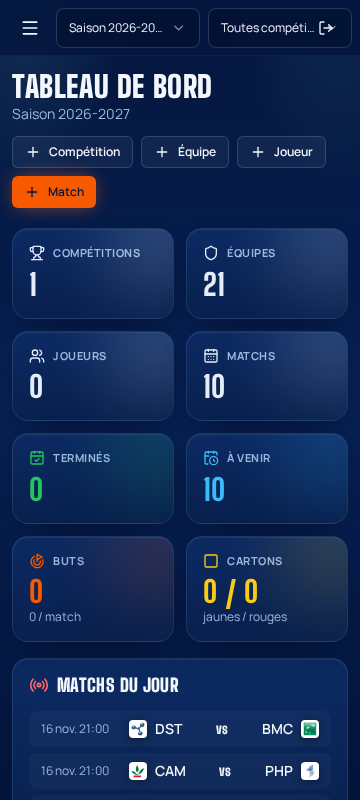 Saison 2026-20...
Toutes compéti...
TABLEAU DE BORD
Saison 2026-2027
Compétition
Équipe
Joueur
Match
COMPÉTITIONS
1
ÉQUIPES
21
JOUEURS
0
MATCHS
10
TERMINÉS
0
À VENIR
10
BUTS
0
0 / match
CARTONS
0 / 0
jaunes / rouges
MATCHS DU JOUR
16 nov. 21:00 DST VS BMC
16 nov. 21:00 CAM VS PHP